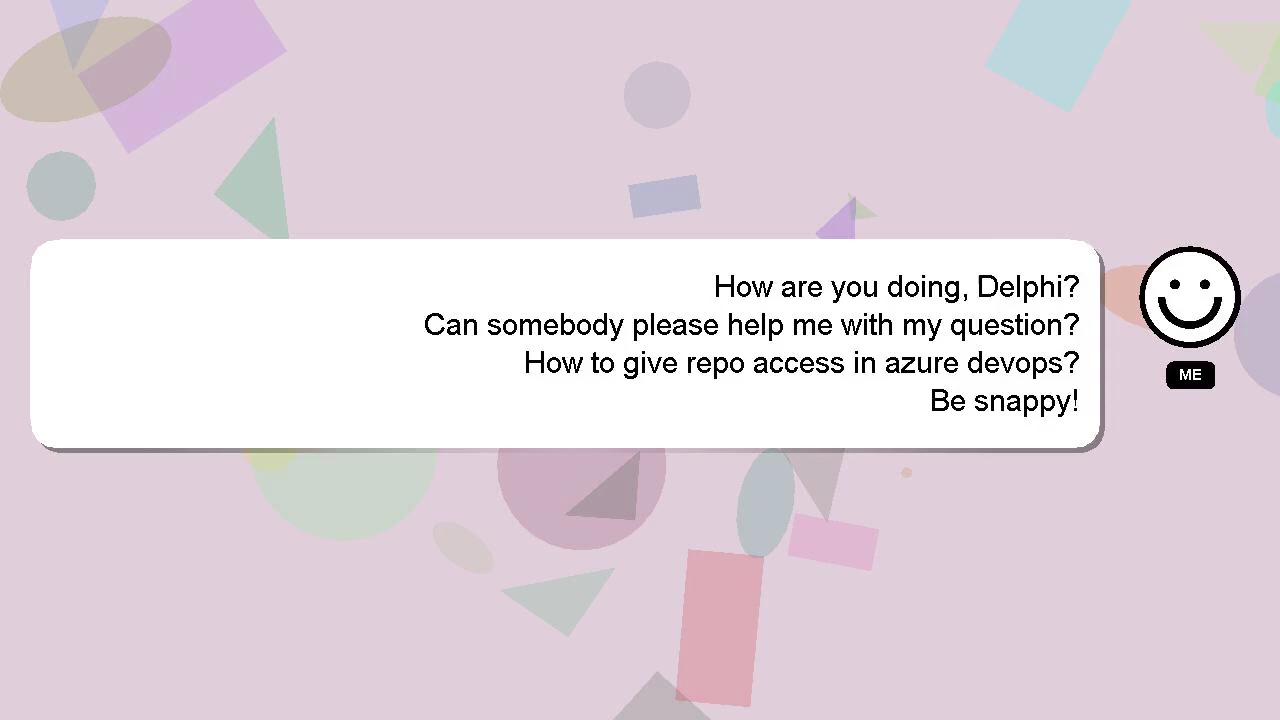 How are you doing, Delphi?
Can somebody please help me with my question?
How to give repo access in azure devops?
Be snappy!
ME